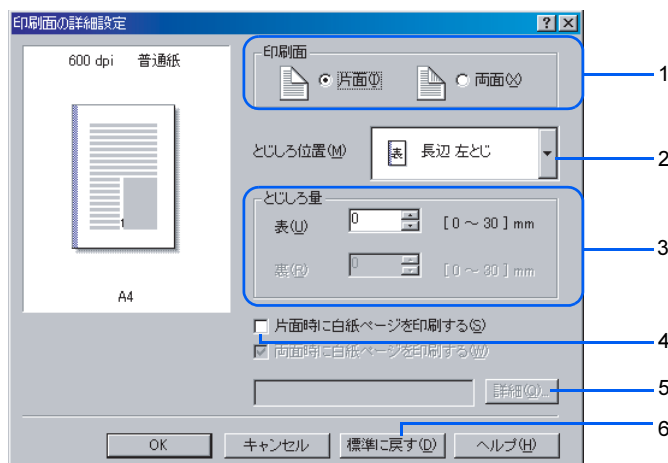 印刷面の詳細設定
600 dpi 普通紙
1
A4
印刷面
片面(I) 両面(X)
1
とじしろ位置(M) 表 長辺 左とじ
2
とじしろ量
表(U) 0 [0 ～ 30] mm
3
裏(R) 0 [0 ～ 30] mm
片面時に白紙ページを印刷する(S)
4
両面時に白紙ページを印刷する(W)
詳細(O)...
5
6
OK キャンセル 標準に戻す(D) ヘルプ(H)